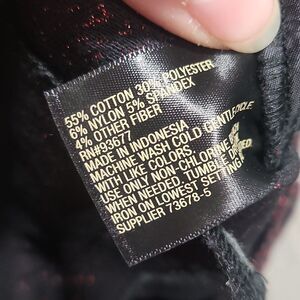 55% COTTON 30% POLYESTER
6% NYLON 5% SPANDEX
4% OTHER FIBER
RN#93677
MADE IN INDONESIA
MACHINE WASH COLD GENTLE CYCLE
WITH LIKE COLORS.
USE ONLY NON-CHLORINE
WHEN NEEDED. TUMBLE
IRON ON LOWEST SETTING
SUPPLIER 73678-5